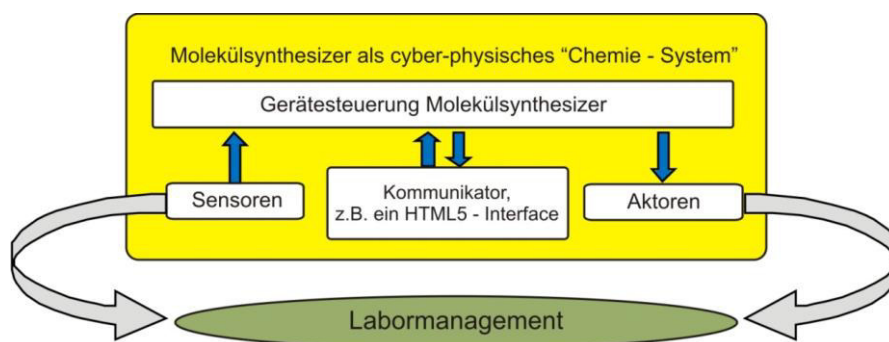 Molekülsynthesizer als cyber-physisches “Chemie - System”
Gerätesteuerung Molekülsynthesizer
Sensoren
Kommunikator,
z.B. ein HTML5 - Interface
Aktoren
Labormanagement